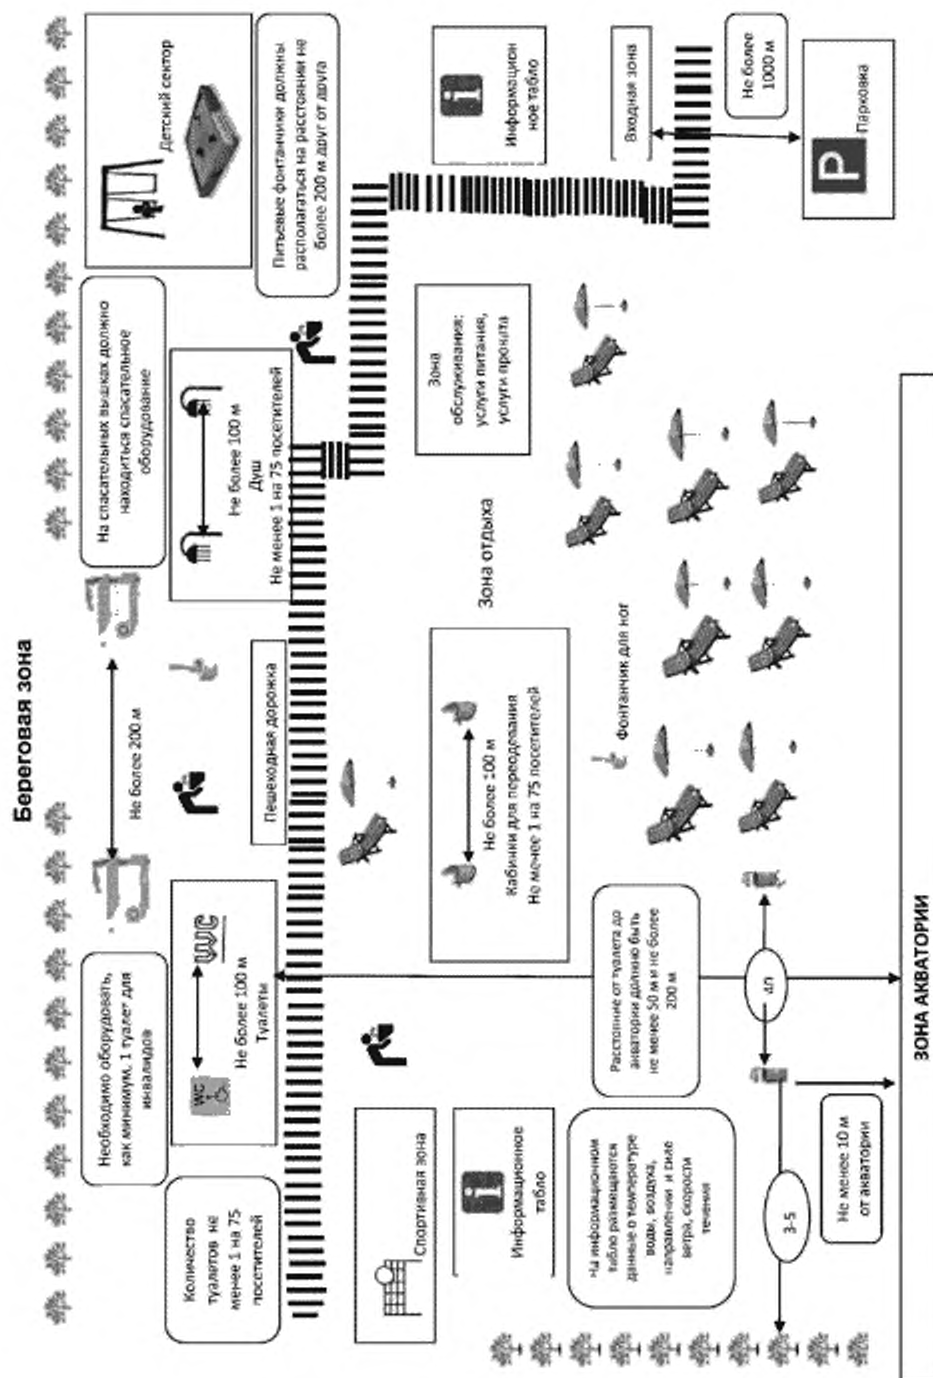 Береговая зона
Количество
туалетов не
менее 1 на 75
посетителей
Необходимо оборудовать,
как минимум, 1 туалет для
инвалидов
WC
WC
Не более 100 м
Туалеты
Не более 200 м
Пешеходная дорожка
На спасательных вышках должно
находиться спасательное
оборудование
Не более 100 м
Душ
Не менее 1 на 75 посетителей
Детский сектор
Питьевые фонтанчики должны
располагаться на расстоянии не
более 200 м друг от друга
Спортивная зона
i
Информационное
табло
На информационном
табло размещаются
данные о температуре
воды, воздуха,
направлении и силе
ветра, скорости
течения
Расстояние от туалета до
акватории должно быть
не менее 50 м и не более
200 м
Не более 100 м
Кабинки для переодевания
Не менее 1 на 75 посетителей
Зона отдыха
Фонтанчик для ног
Зона
обслуживания:
услуги питания,
услуги проката
i
Информацион
ное табло
Входная зона
Не более
1000 м
P
Парковка
40
3-5
Не менее 10 м
от акватории
ЗОНА АКВАТОРИИ